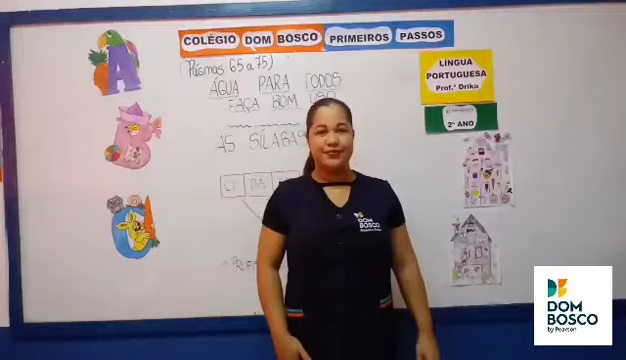 COLÉGIO DOM BOSCO PRIMEIROS PASSOS
(Prismas 65 a 75)
ÁGUA PARA TODOS
FAÇA BOM USO
AS SÍLABAS
CI DA
LÍNGUA
PORTUGUESA
Prof.ª Drika
2º ANO
A
B
DOM
BOSCO
DOM
BOSCO
by Pearson